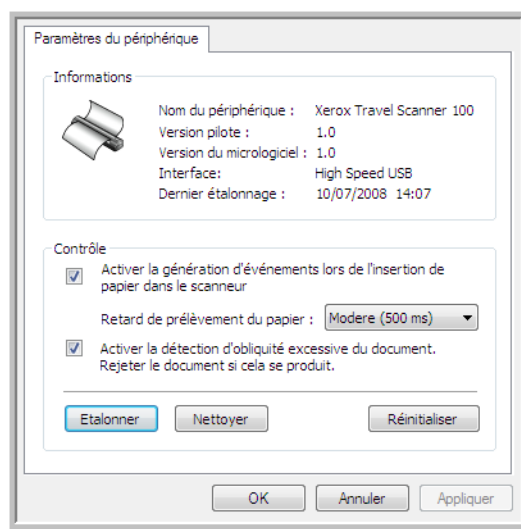 Paramètres du périphérique
Informations
Nom du périphérique : Xerox Travel Scanner 100
Version pilote : 1.0
Version du micrologiciel : 1.0
Interface: High Speed USB
Dernier étalonnage : 10/07/2008 14:07
Contrôle
Activer la génération d'événements lors de l'insertion de
papier dans le scanneur
Retard de prélèvement du papier : Modere (500 ms)
Activer la détection d'obliquité excessive du document.
Rejeter le document si cela se produit.
Etalonner Nettoyer Réinitialiser
OK Annuler Appliquer